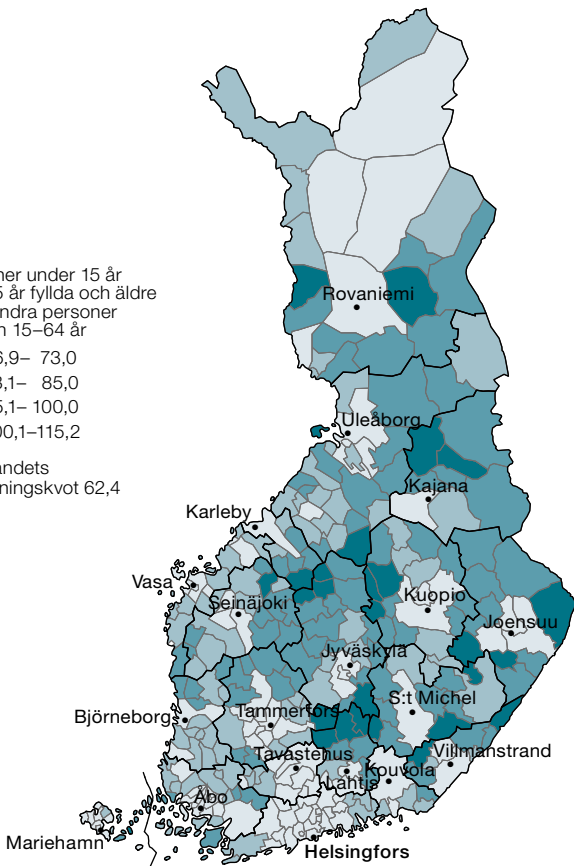 ner under 15 år
5 år fyllda och äldre
undra personer
n 15–64 år
6,9– 73,0
3,1– 85,0
5,1– 100,0
00,1–115,2
andets
ningskvot 62,4
Rovaniemi
Uleåborg
Kajana
Karleby
Vasa
Seinäjoki
Kuopio
Joensuu
Jyväskylä
S:t Michel
Björneborg
Tammerfors
Tavastehus
Villmanstrand
Lahtis
Kouvola
Åbo
Mariehamn
Helsingfors